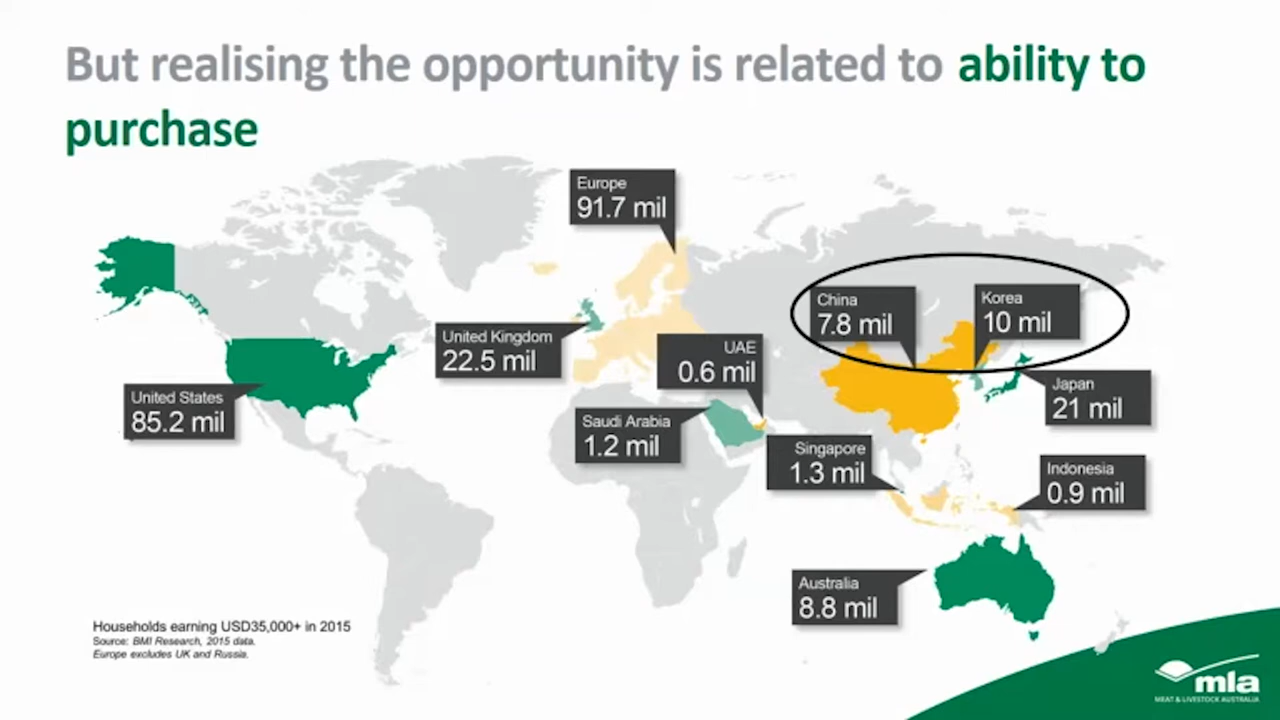 But realising the opportunity is related to ability to
purchase
Europe
91.7 mil
China
7.8 mil
Korea
10 mil
United Kingdom
22.5 mil
UAE
0.6 mil
United States
85.2 mil
Japan
21 mil
Saudi Arabia
1.2 mil
Singapore
1.3 mil
Indonesia
0.9 mil
Australia
8.8 mil
Households earning USD35,000+ in 2015
Source: BMI Research, 2015 data.
Europe excludes UK and Russia.
mla
MEAT & LIVESTOCK AUSTRALIA